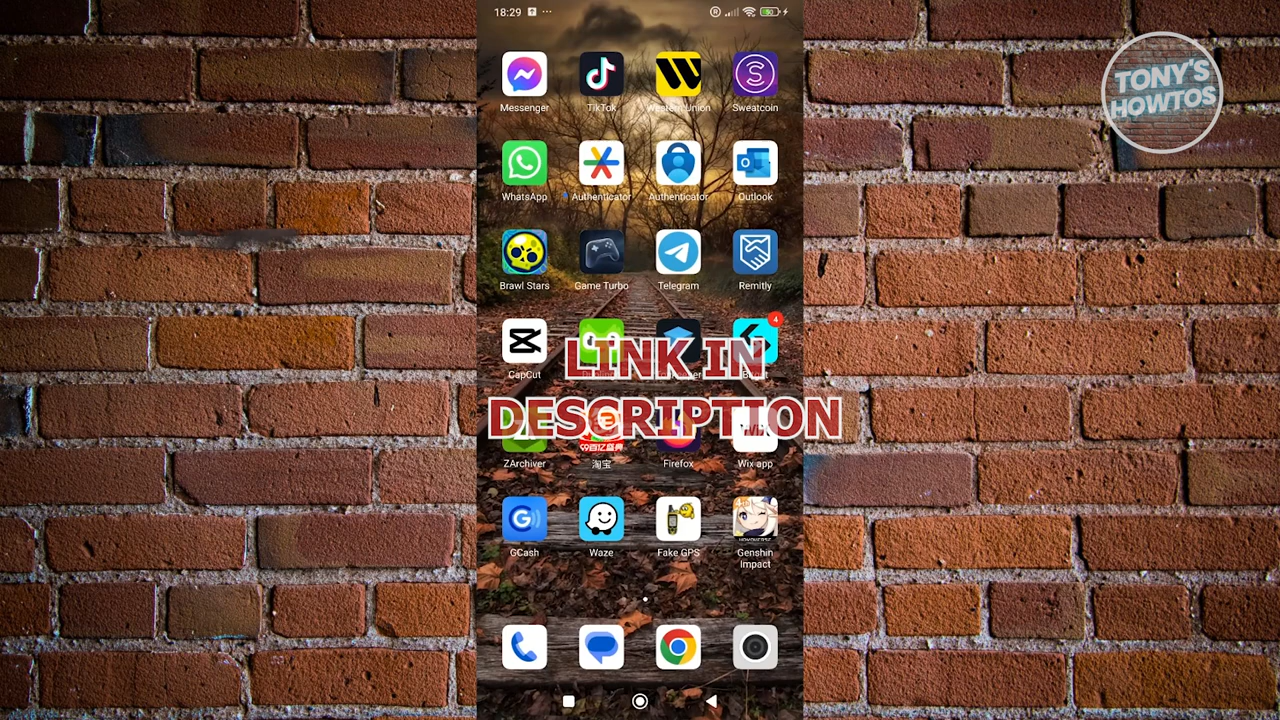 18:29
TONY'S
HOWTOS
Messenger
TikTok
Western Union
Sweatcoin
WhatsApp
Authenticator
Authenticator
Outlook
Brawl Stars
Game Turbo
Telegram
Remitly
4
CapCut
LINK IN
DESCRIPTION
ZArchiver
淘宝
Firefox
Wix app
GCash
Waze
Fake GPS
Genshin
Impact